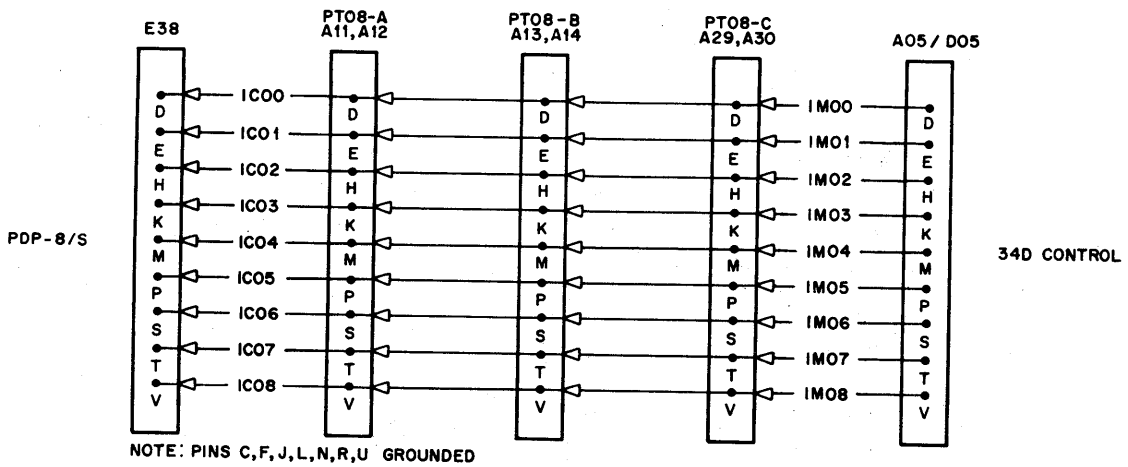 E38
PT08-A
A11,A12
PT08-B
A13,A14
PT08-C
A29,A30
A05/D05
PDP-8/S
34D CONTROL
IC00
IM00
D D D D D
IC01
IM01
E E E E E
IC02
IM02
H H H H H
IC03
IM03
K K K K K
IC04
IM04
M M M M M
IC05
IM05
P P P P P
IC06
IM06
S S S S S
IC07
IM07
T T T T T
IC08
IM08
V V V V V
NOTE: PINS C,F,J,L,N,R,U GROUNDED